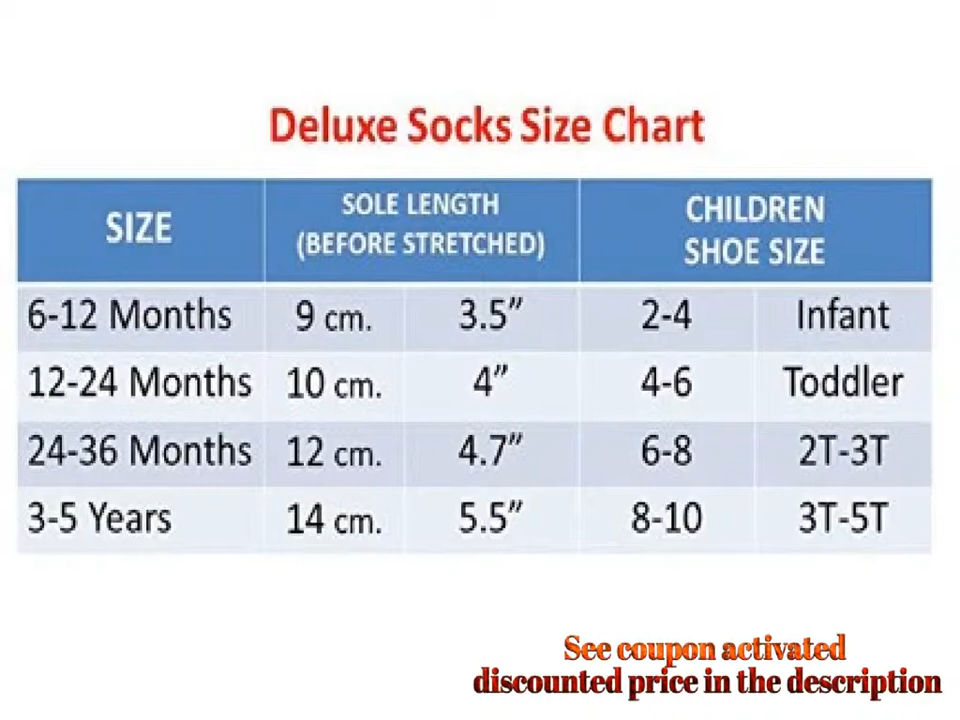 Deluxe Socks Size Chart
SIZE
SOLE LENGTH
(BEFORE STRETCHED)
CHILDREN
SHOE SIZE
6-12 Months 9 cm. 3.5” 2-4 Infant
12-24 Months 10 cm. 4” 4-6 Toddler
24-36 Months 12 cm. 4.7” 6-8 2T-3T
3-5 Years 14 cm. 5.5” 8-10 3T-5T
See coupon activated
discounted price in the description